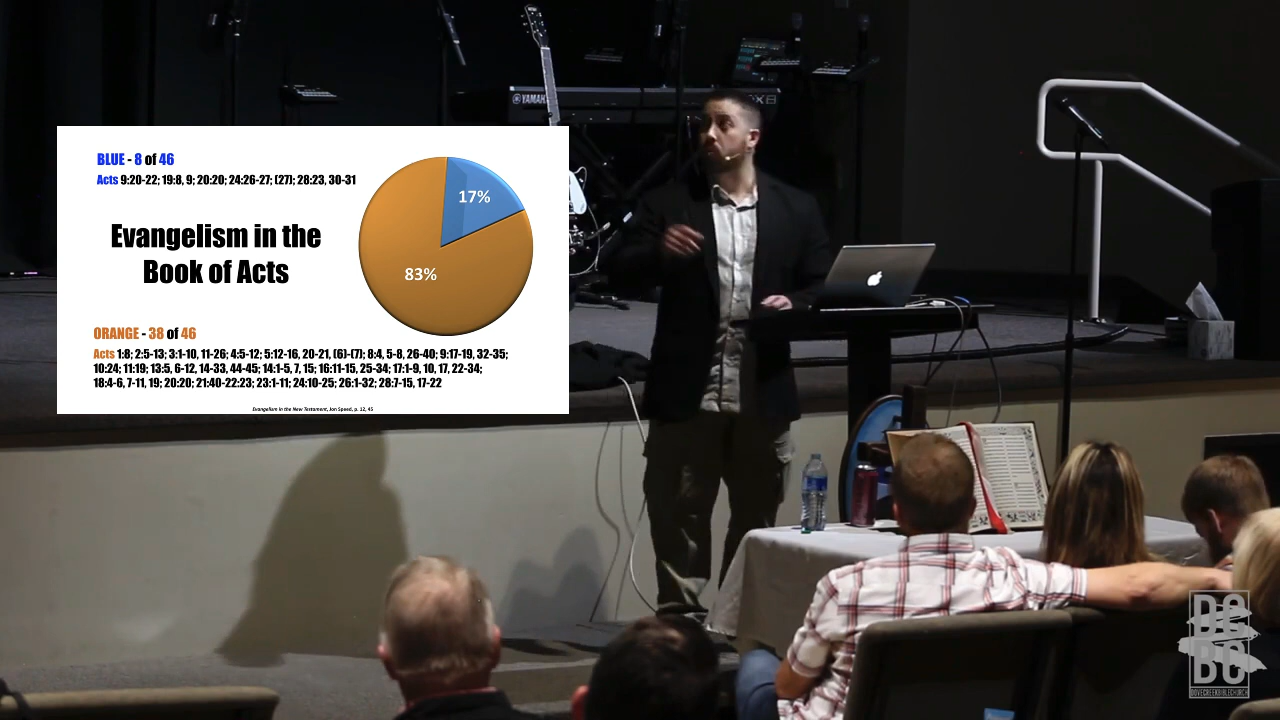 YAMAHA
BLUE - 8 of 46
Acts 9:20-22; 19:8, 9; 20:20; 24:26-27; (27); 28:23, 30-31
17%
Evangelism in the
Book of Acts
83%
ORANGE - 38 of 46
Acts 1:8; 2:5-13; 3:1-10, 11-26; 4:5-12; 5:12-16, 20-21, (6)-(7); 8:4, 5-8, 26-40; 9:17-19, 32-35;
10:24; 11:19; 13:5, 6-12, 14-33, 44-45; 14:1-5, 7, 15; 16:11-15, 25-34; 17:1-9, 10, 17, 22-34;
18:4-6, 7-11, 19; 20:20; 21:40-22:23; 23:1-11; 24:10-25; 26:1-32; 28:7-15, 17-22
Evangelism in the New Testament, Jon Speed, p. 12, 45
DC
BC
DOVECREEKBIBLECHURCH